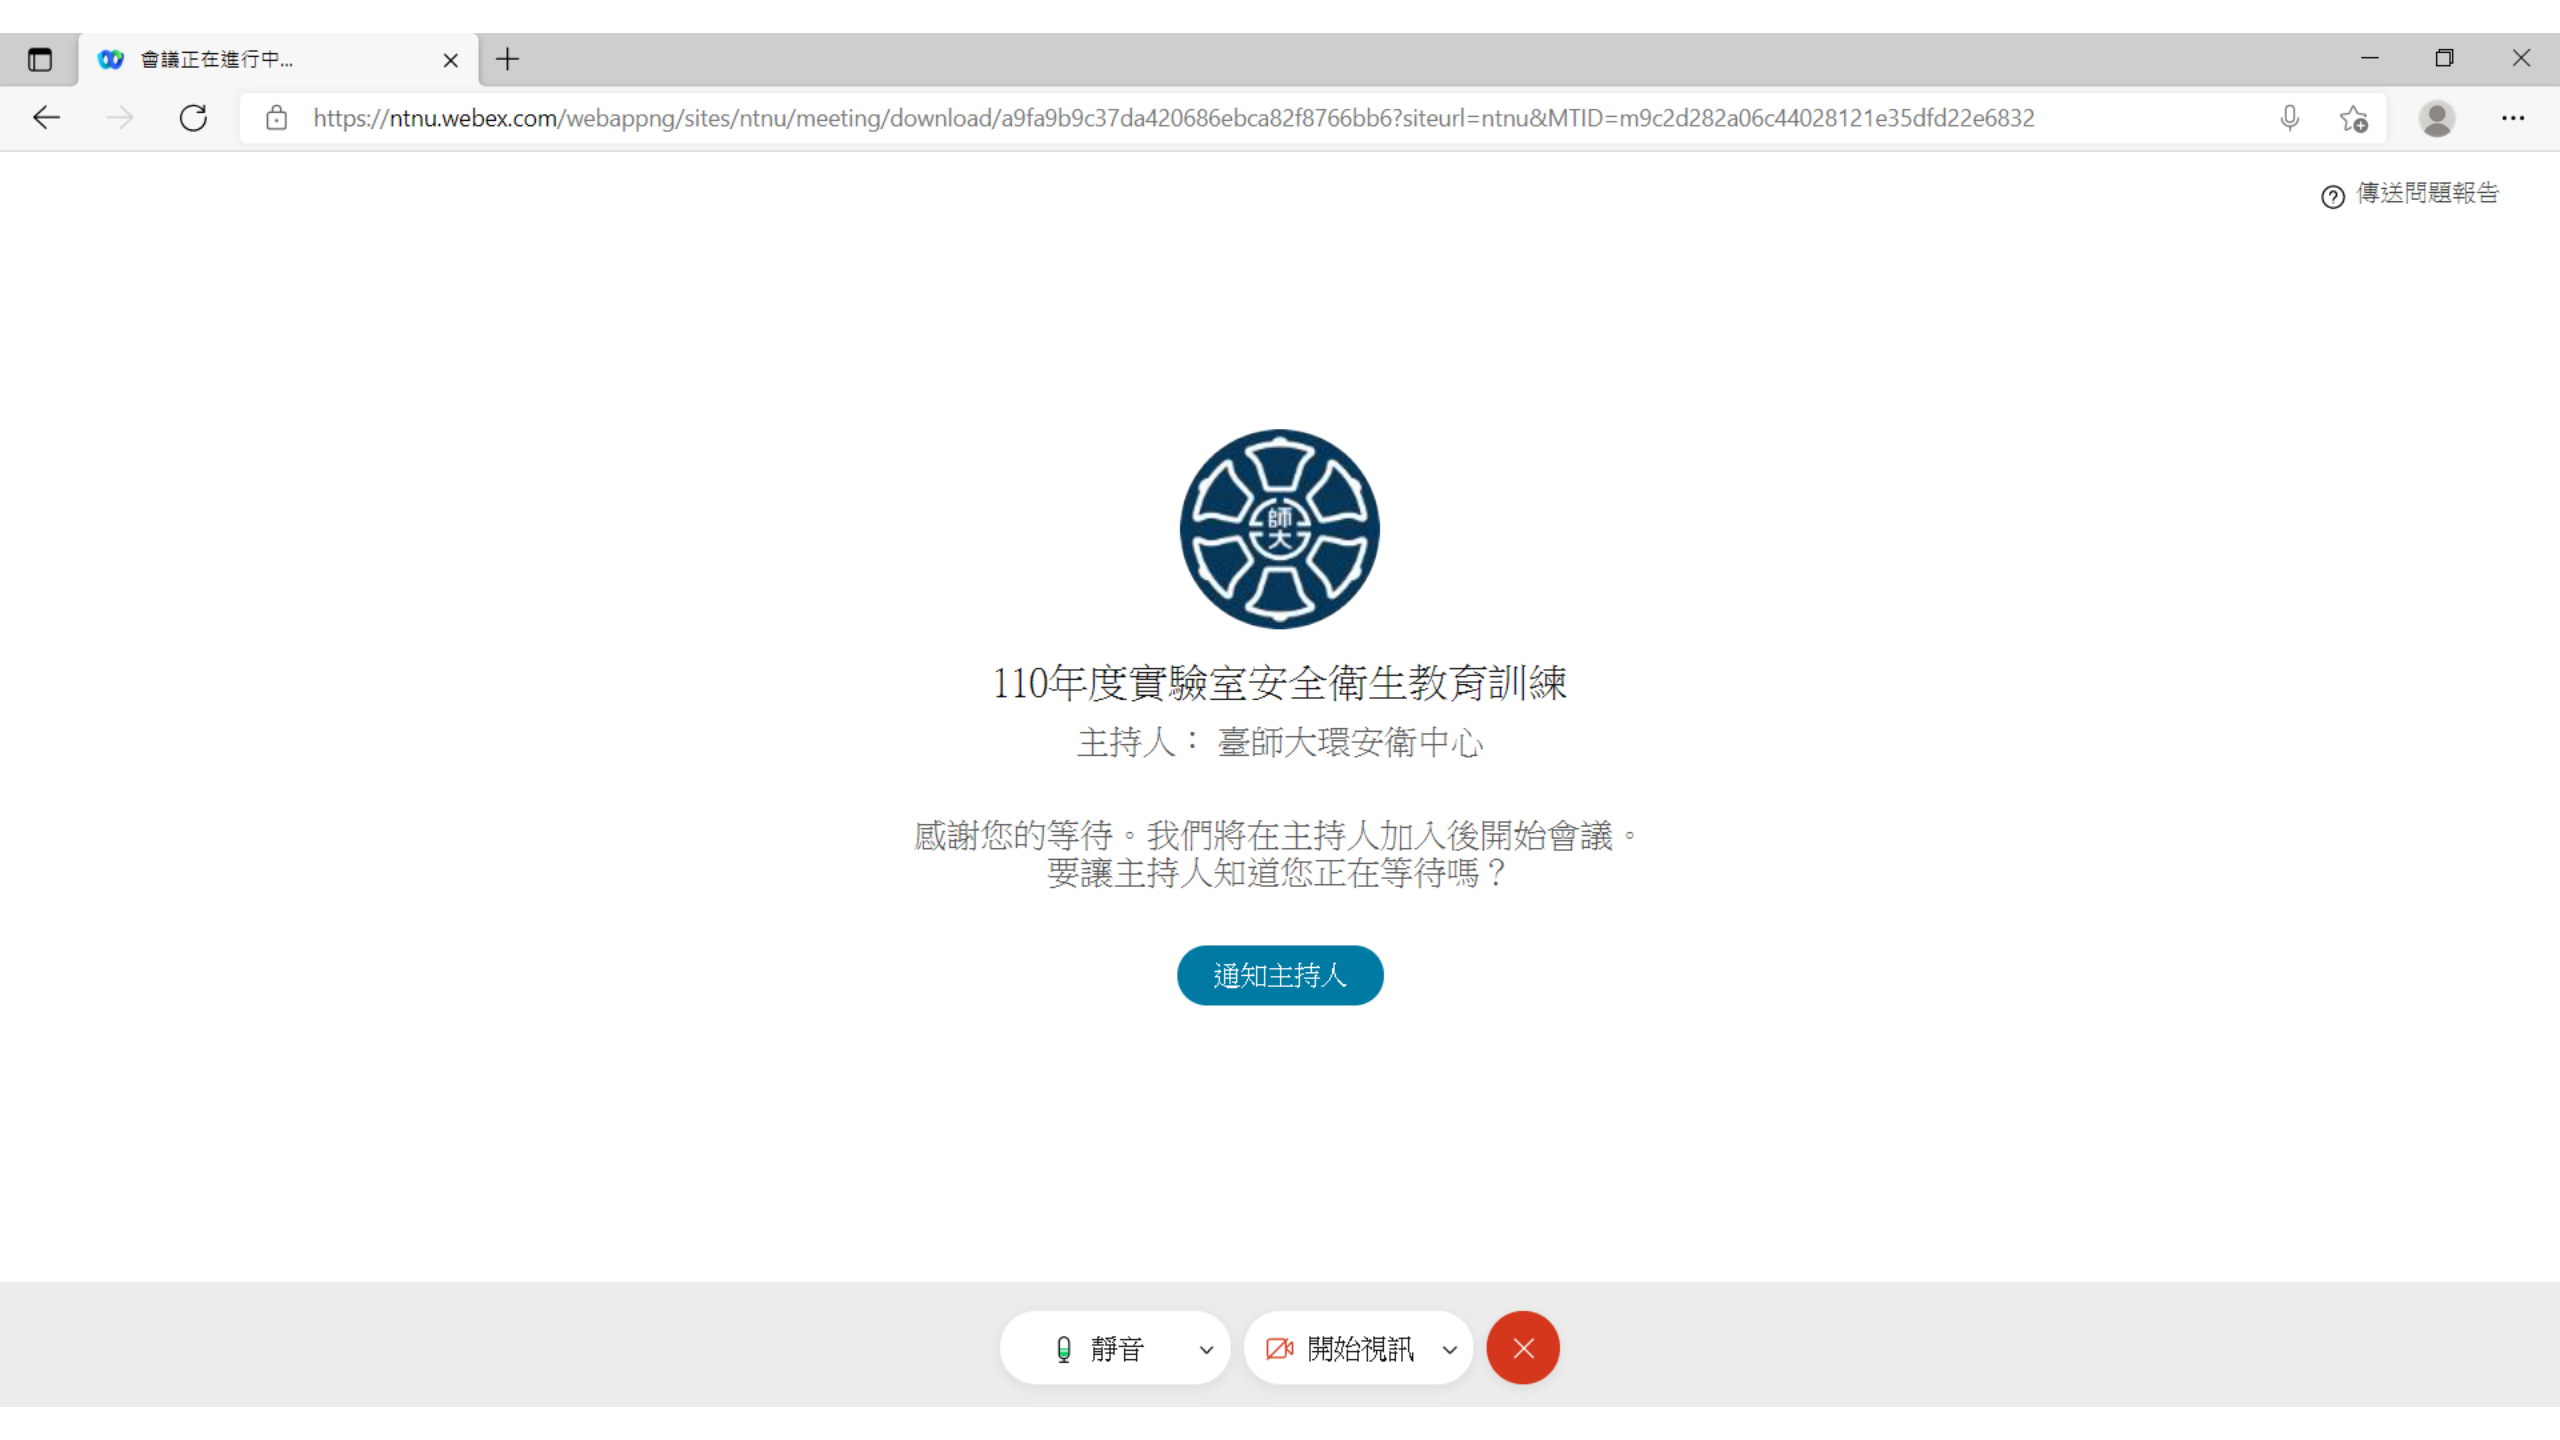 會議正在進行中...
https://ntnu.webex.com/webappng/sites/ntnu/meeting/download/a9fa9b9c37da420686ebca82f8766bb6?siteurl=ntnu&MTID=m9c2d282a06c44028121e35dfd22e6832
傳送問題報告
師大
110年度實驗室安全衛生教育訓練
主持人： 臺師大環安衛中心
感謝您的等待。我們將在主持人加入後開始會議。
要讓主持人知道您正在等待嗎？
通知主持人
靜音
開始視訊